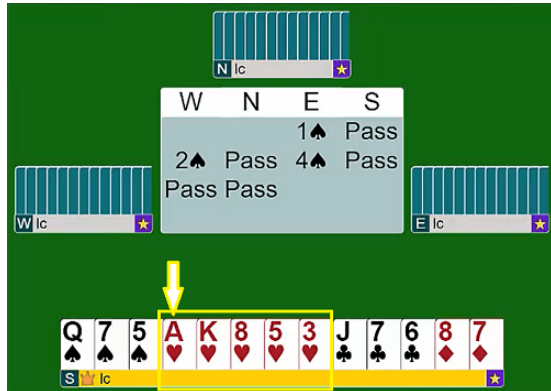 N lc
W N E S
1♠ Pass
2♠ Pass 4♠ Pass
Pass Pass
W lc
E lc
Q 7 5 A K 8 5 3 J 7 6 8 7
♠ ♠ ♠ ♥ ♥ ♥ ♥ ♥ ♣ ♣ ♣ ♦ ♦
S lc